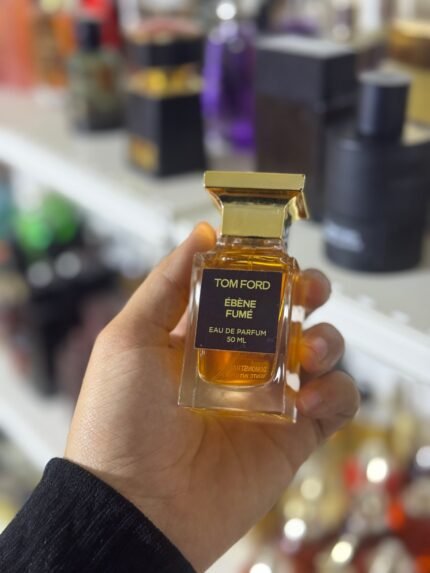 TOM FORD
ÉBÈNE
FUMÉ
EAU DE PARFUM
50 ML